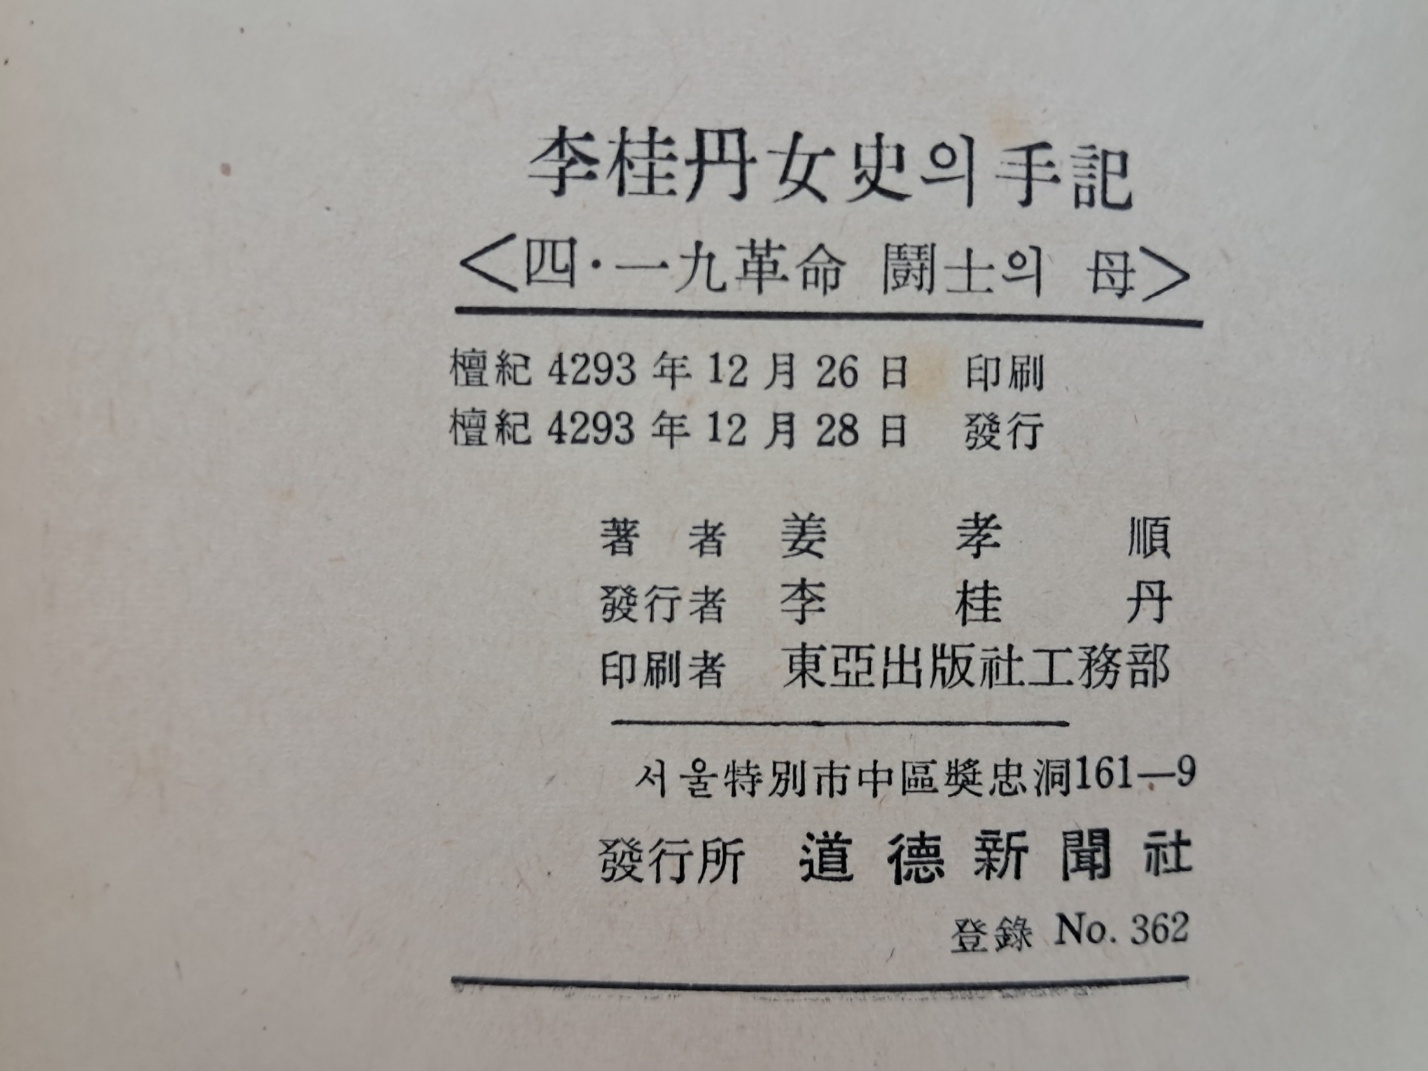 李桂丹女史의 手記
<四·一九革命 鬪士의 母>
檀紀 4293 年 12 月 26 日 印刷
檀紀 4293 年 12 月 28 日 發行
著者 姜孝順
發行者 李桂丹
印刷者 東亞出版社工務部
서울特別市中區奬忠洞161—9
發行所 道德新聞社
登錄 No. 362